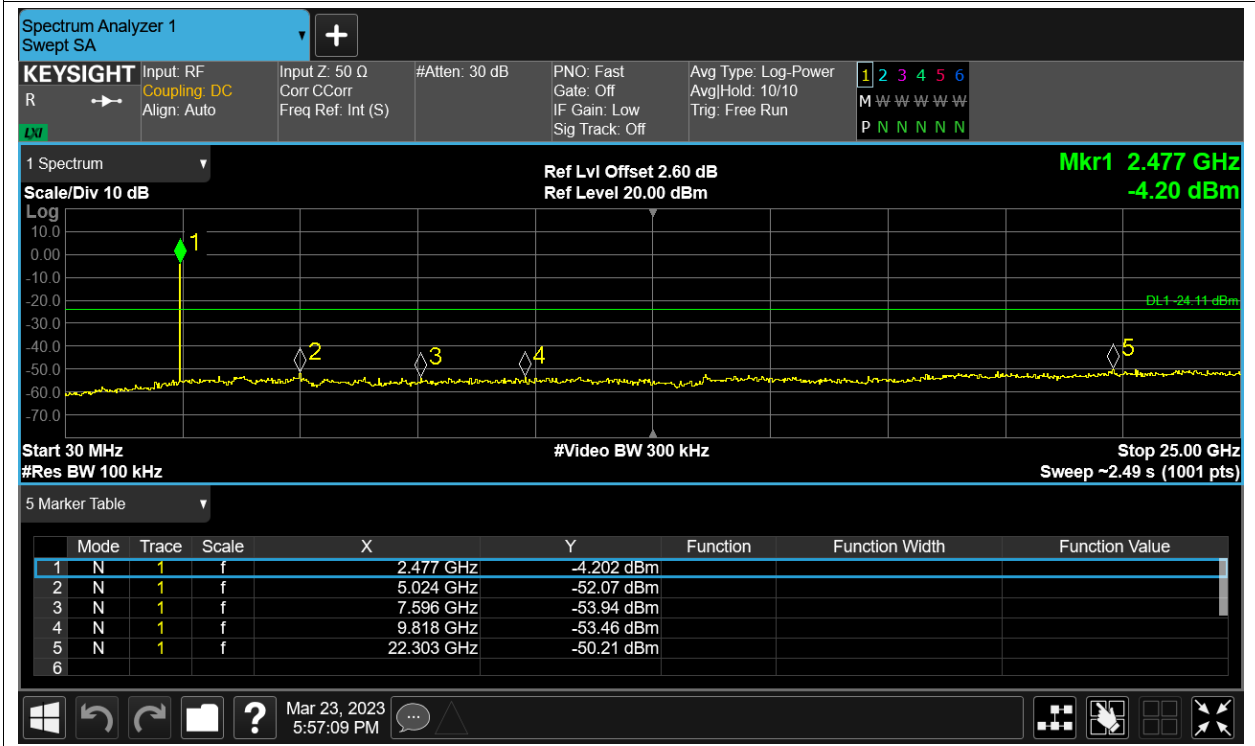 Spectrum Analyzer 1
Swept SA
+
KEYSIGHT
R
LXI
Input: RF
Coupling: DC
Align: Auto
Input Z: 50 Ω
Corr CCorr
Freq Ref: Int (S)
#Atten: 30 dB
PNO: Fast
Gate: Off
IF Gain: Low
Sig Track: Off
Avg Type: Log-Power
Avg|Hold: 10/10
Trig: Free Run
1 2 3 4 5 6
M W W W W W
P N N N N N
1 Spectrum
Scale/Div 10 dB
Ref Lvl Offset 2.60 dB
Ref Level 20.00 dBm
Mkr1 2.477 GHz
-4.20 dBm
Log
10.0
0.00
-10.0
-20.0
-30.0
-40.0
-50.0
-60.0
-70.0
1
2
3
4
5
DL1 -24.11 dBm
Start 30 MHz
#Res BW 100 kHz
#Video BW 300 kHz
Stop 25.00 GHz
Sweep ~2.49 s (1001 pts)
5 Marker Table
Mode Trace Scale X Y Function Function Width Function Value
1 N 1 f 2.477 GHz -4.202 dBm
2 N 1 f 5.024 GHz -52.07 dBm
3 N 1 f 7.596 GHz -53.94 dBm
4 N 1 f 9.818 GHz -53.46 dBm
5 N 1 f 22.303 GHz -50.21 dBm
6
?
Mar 23, 2023
5:57:09 PM